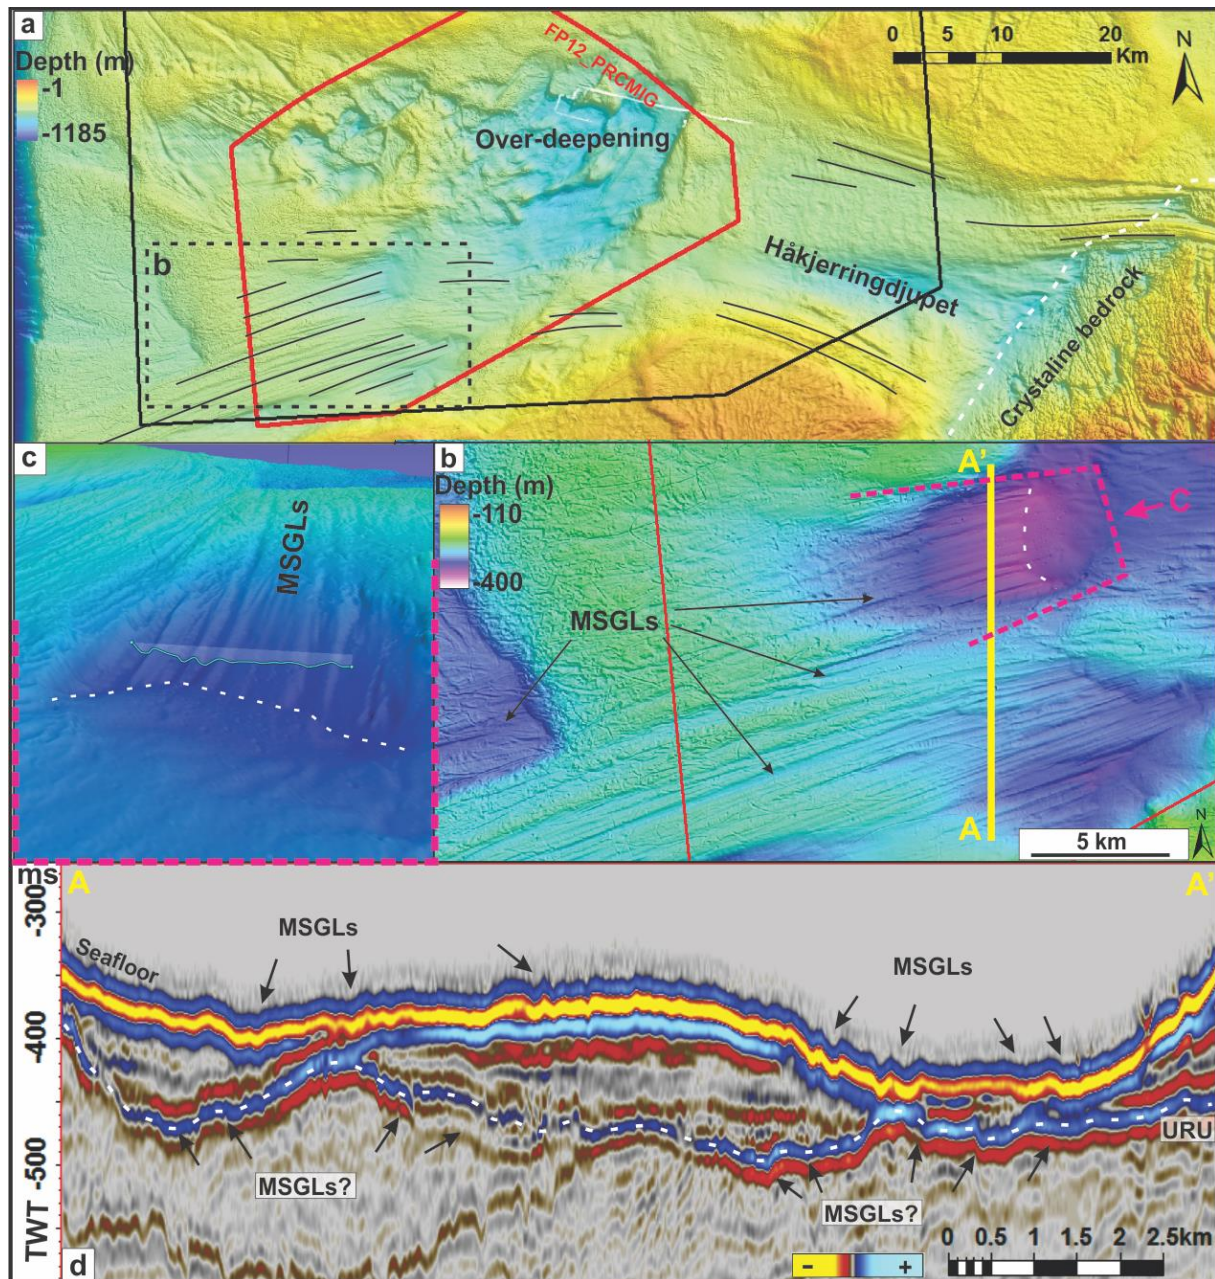 a
Depth (m)
-1
-1185
FP12_PRCMIG
0 5 10 20
Km
N
Over-deepening
b
Håkjerringdjupet
Crystaline bedrock
c
MSGLs
b
Depth (m)
-110
-400
A'
C
MSGLs
A
N
5 km
ms
A
A'
-300
MSGLs
MSGLs
Seafloor
-400
URU
-500
MSGLs?
MSGLs?
0 0.5 1 1.5 2 2.5km
TWT
d
- +